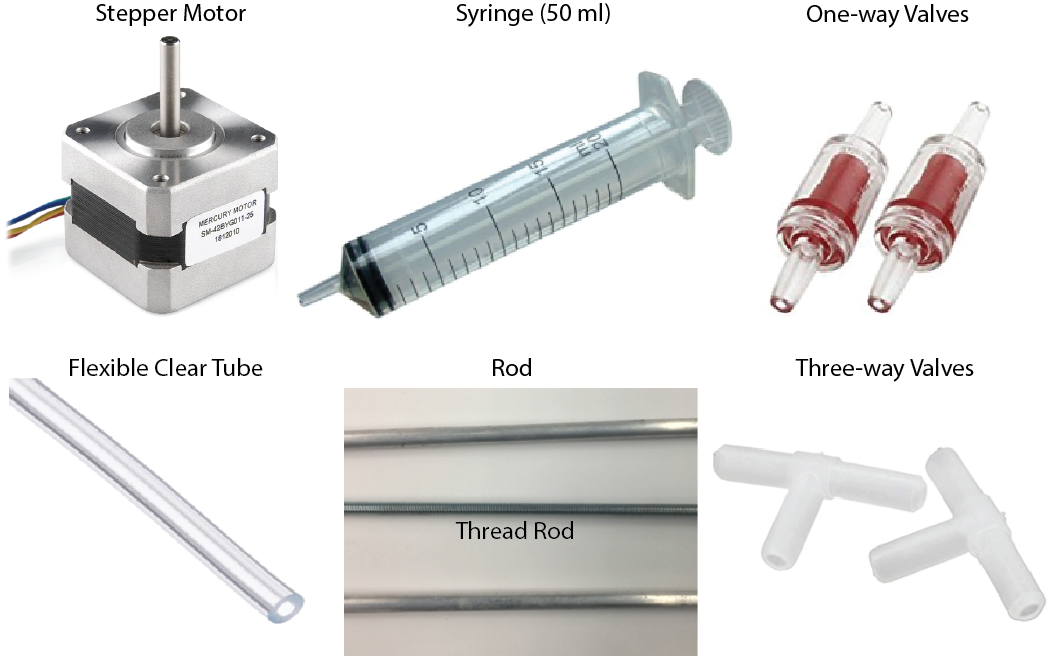 Stepper Motor
Syringe (50 ml)
One-way Valves
MERCURY MOTOR
SM-42BYG011-25
1812010
5
10
15
20
mL
Flexible Clear Tube
Rod
Three-way Valves
Thread Rod